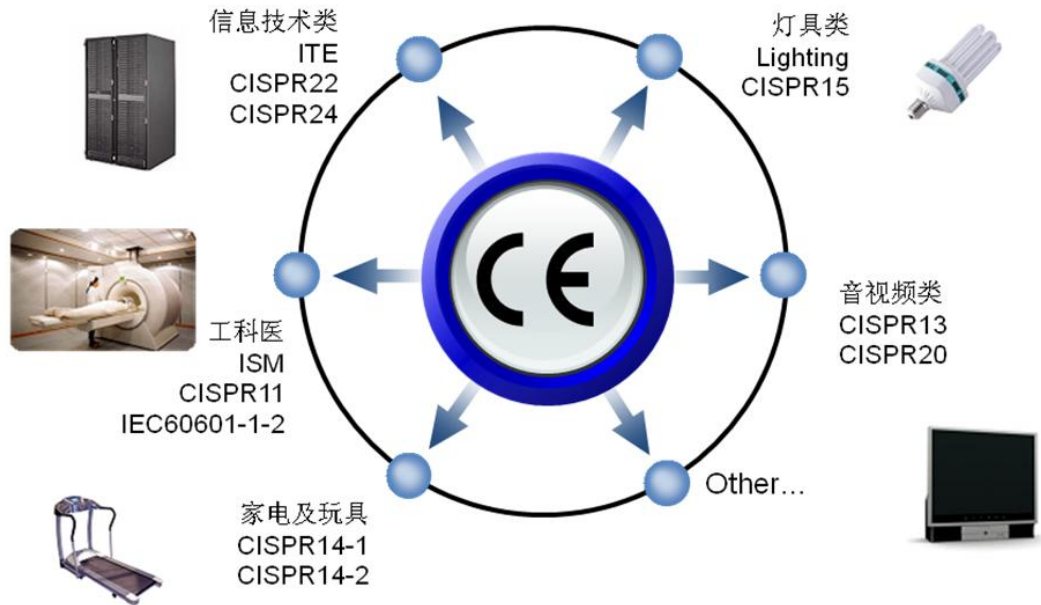 信息技术类
ITE
CISPR22
CISPR24
灯具类
Lighting
CISPR15
CE
工科医
ISM
CISPR11
IEC60601-1-2
音视频类
CISPR13
CISPR20
家电及玩具
CISPR14-1
CISPR14-2
Other...